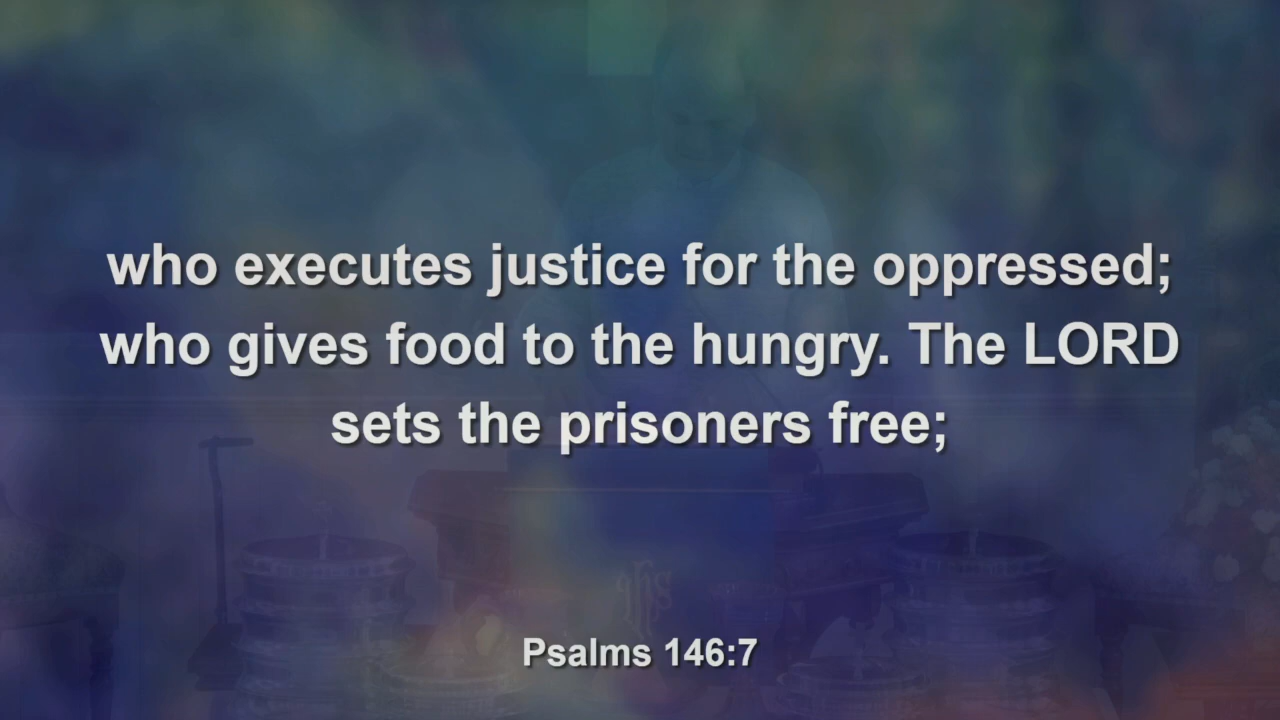 who executes justice for the oppressed;
who gives food to the hungry. The LORD
sets the prisoners free;
IHS
Psalms 146:7